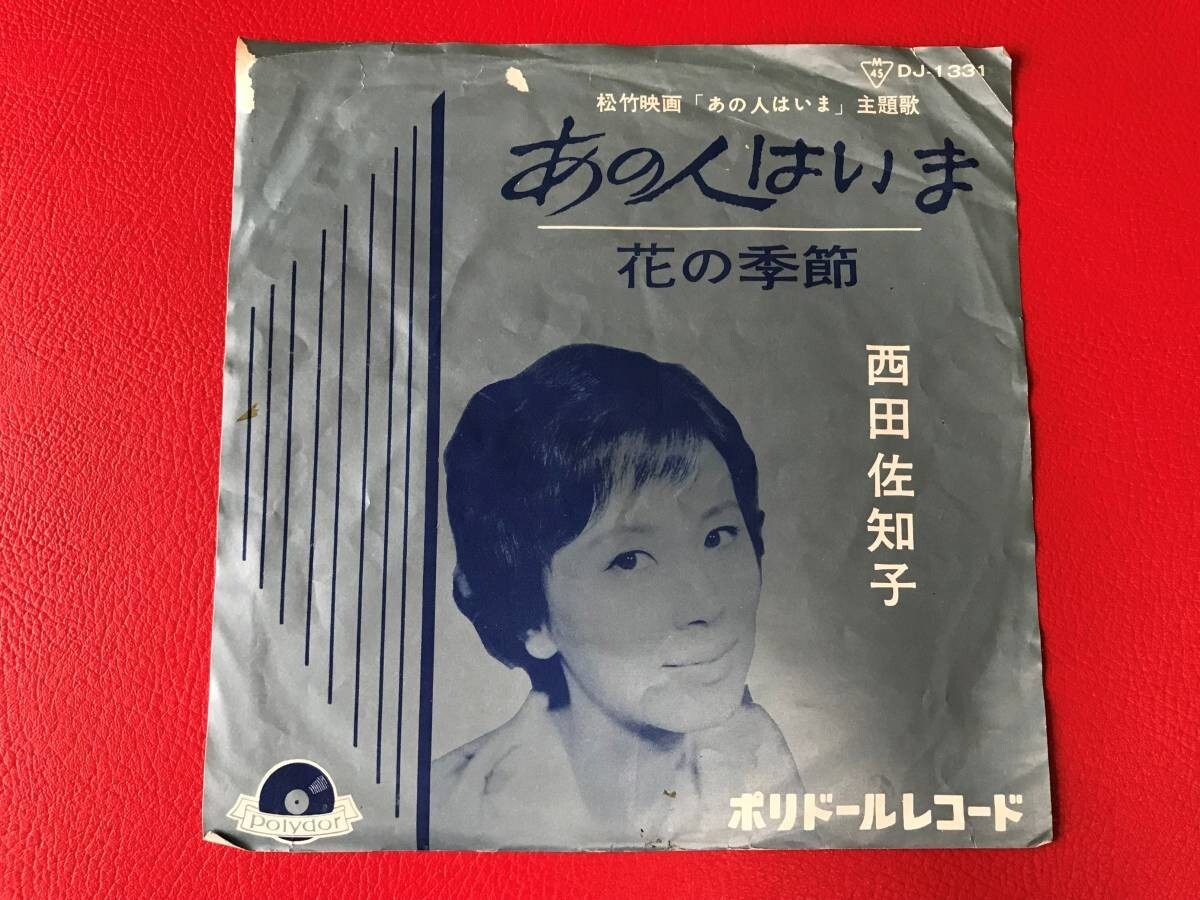 M
45
DJ-1331
松竹映画「あの人はいま」主題歌
あの人はいま
花の季節
西田佐知子
Polydor
ポリドールレコード